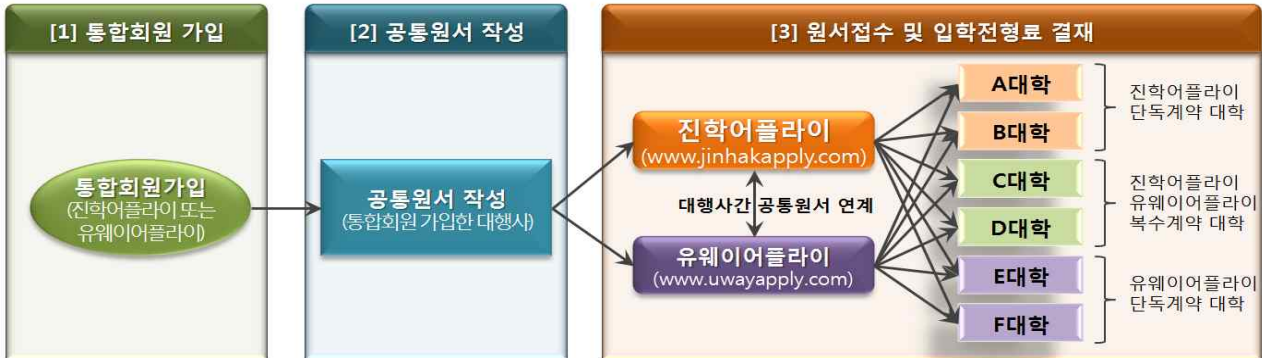 [1] 통합회원 가입
통합회원가입
(진학어플라이 또는
유웨이어플라이)
[2] 공통원서 작성
공통원서 작성
(통합회원 가입한 대행사)
[3] 원서접수 및 입학전형료 결재
진학어플라이
(www.jinhakapply.com)
대행사간 공통원서 연계
유웨이어플라이
(www.uwayapply.com)
A대학
B대학
C대학
D대학
E대학
F대학
진학어플라이
단독계약 대학
진학어플라이
유웨이어플라이
복수계약 대학
유웨이어플라이
단독계약 대학